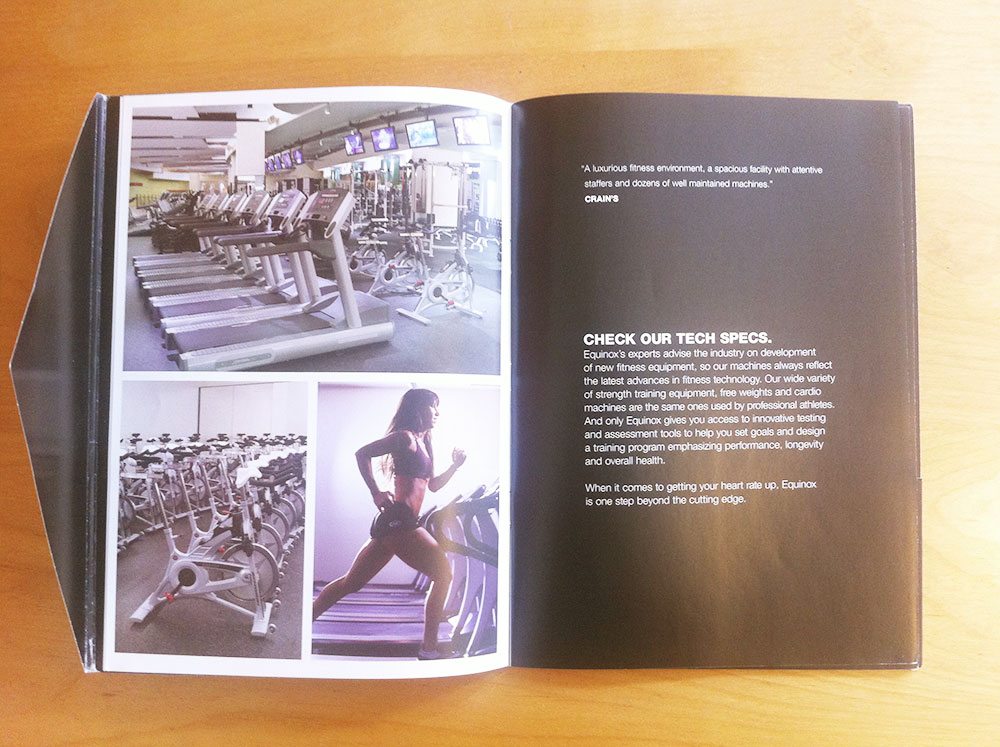 “A luxurious fitness environment, a spacious facility with attentive
staffers and dozens of well maintained machines.”
CRAIN’S
CHECK OUR TECH SPECS.
Equinox’s experts advise the industry on development
of new fitness equipment, so our machines always reflect
the latest advances in fitness technology. Our wide variety
of strength training equipment, free weights and cardio
machines are the same ones used by professional athletes.
And only Equinox gives you access to innovative testing
and assessment tools to help you set goals and design
a training program emphasizing performance, longevity
and overall health.
When it comes to getting your heart rate up, Equinox
is one step beyond the cutting edge.